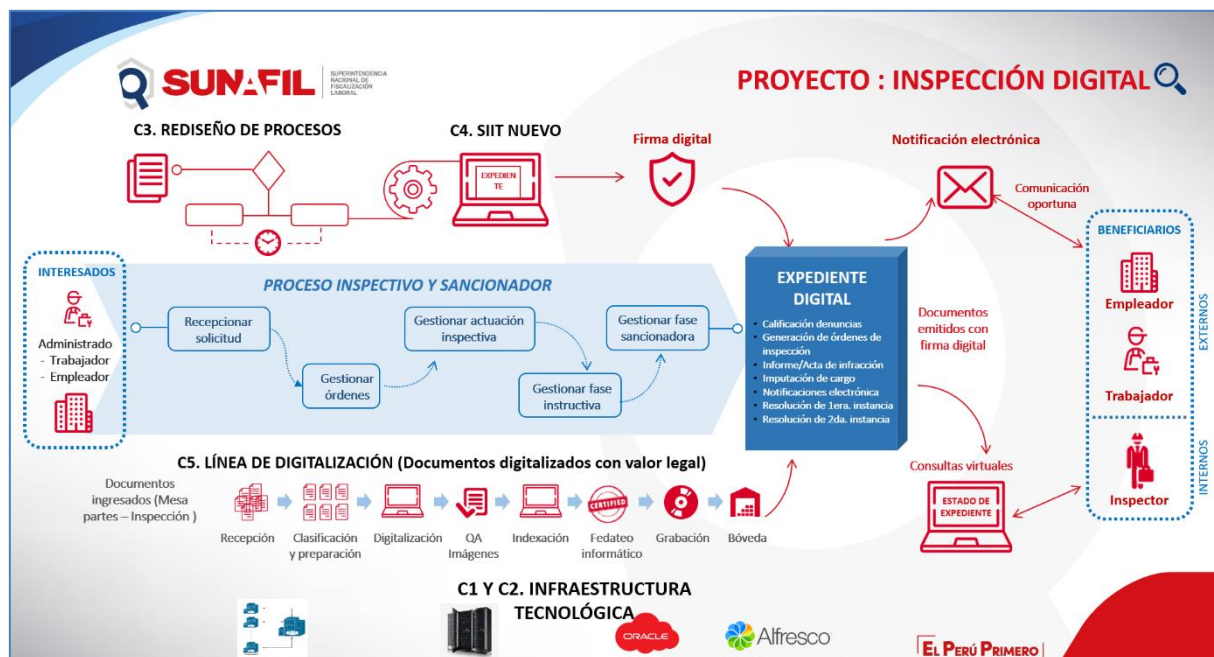 SUNAFIL
SUPERINTENDENCIA
NACIONAL DE
FISCALIZACIÓN
LABORAL
PROYECTO : INSPECCIÓN DIGITAL
C3. REDISEÑO DE PROCESOS
C4. SIIT NUEVO
EXPEDIEN
TE
Firma digital
Notificación electrónica
Comunicación
oportuna
INTERESADOS
Administrado
- Trabajador
- Empleador
PROCESO INSPECTIVO Y SANCIONADOR
Recepcionar
solicitud
Gestionar
órdenes
Gestionar actuación
inspectiva
Gestionar fase
instructiva
Gestionar fase
sancionadora
EXPEDIENTE
DIGITAL
• Calificación denuncias
• Generación de órdenes de
inspección
• Informe/Acta de infracción
• Imputación de cargo
• Notificaciones electrónica
• Resolución de 1era. instancia
• Resolución de 2da. instancia
Documentos
emitidos con
firma digital
BENEFICIARIOS
Empleador
Trabajador
EXTERNOS
Inspector
INTERNOS
Consultas virtuales
ESTADO DE
EXPEDIENTE
C5. LÍNEA DE DIGITALIZACIÓN (Documentos digitalizados con valor legal)
Documentos
ingresados (Mesa
partes – Inspección )
Recepción
Clasificación
y preparación
Digitalización
QA
Imágenes
Indexación
CERTIFIED
Fedateo
informático
Grabación
Bóveda
C1 Y C2. INFRAESTRUCTURA
TECNOLÓGICA
ORACLE
Alfresco
EL PERÚ PRIMERO